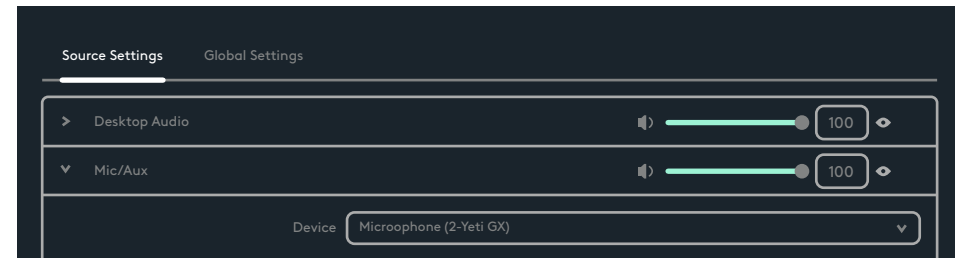 Source Settings Global Settings
Desktop Audio 100
Mic/Aux 100
Device Microophone (2-Yeti GX)